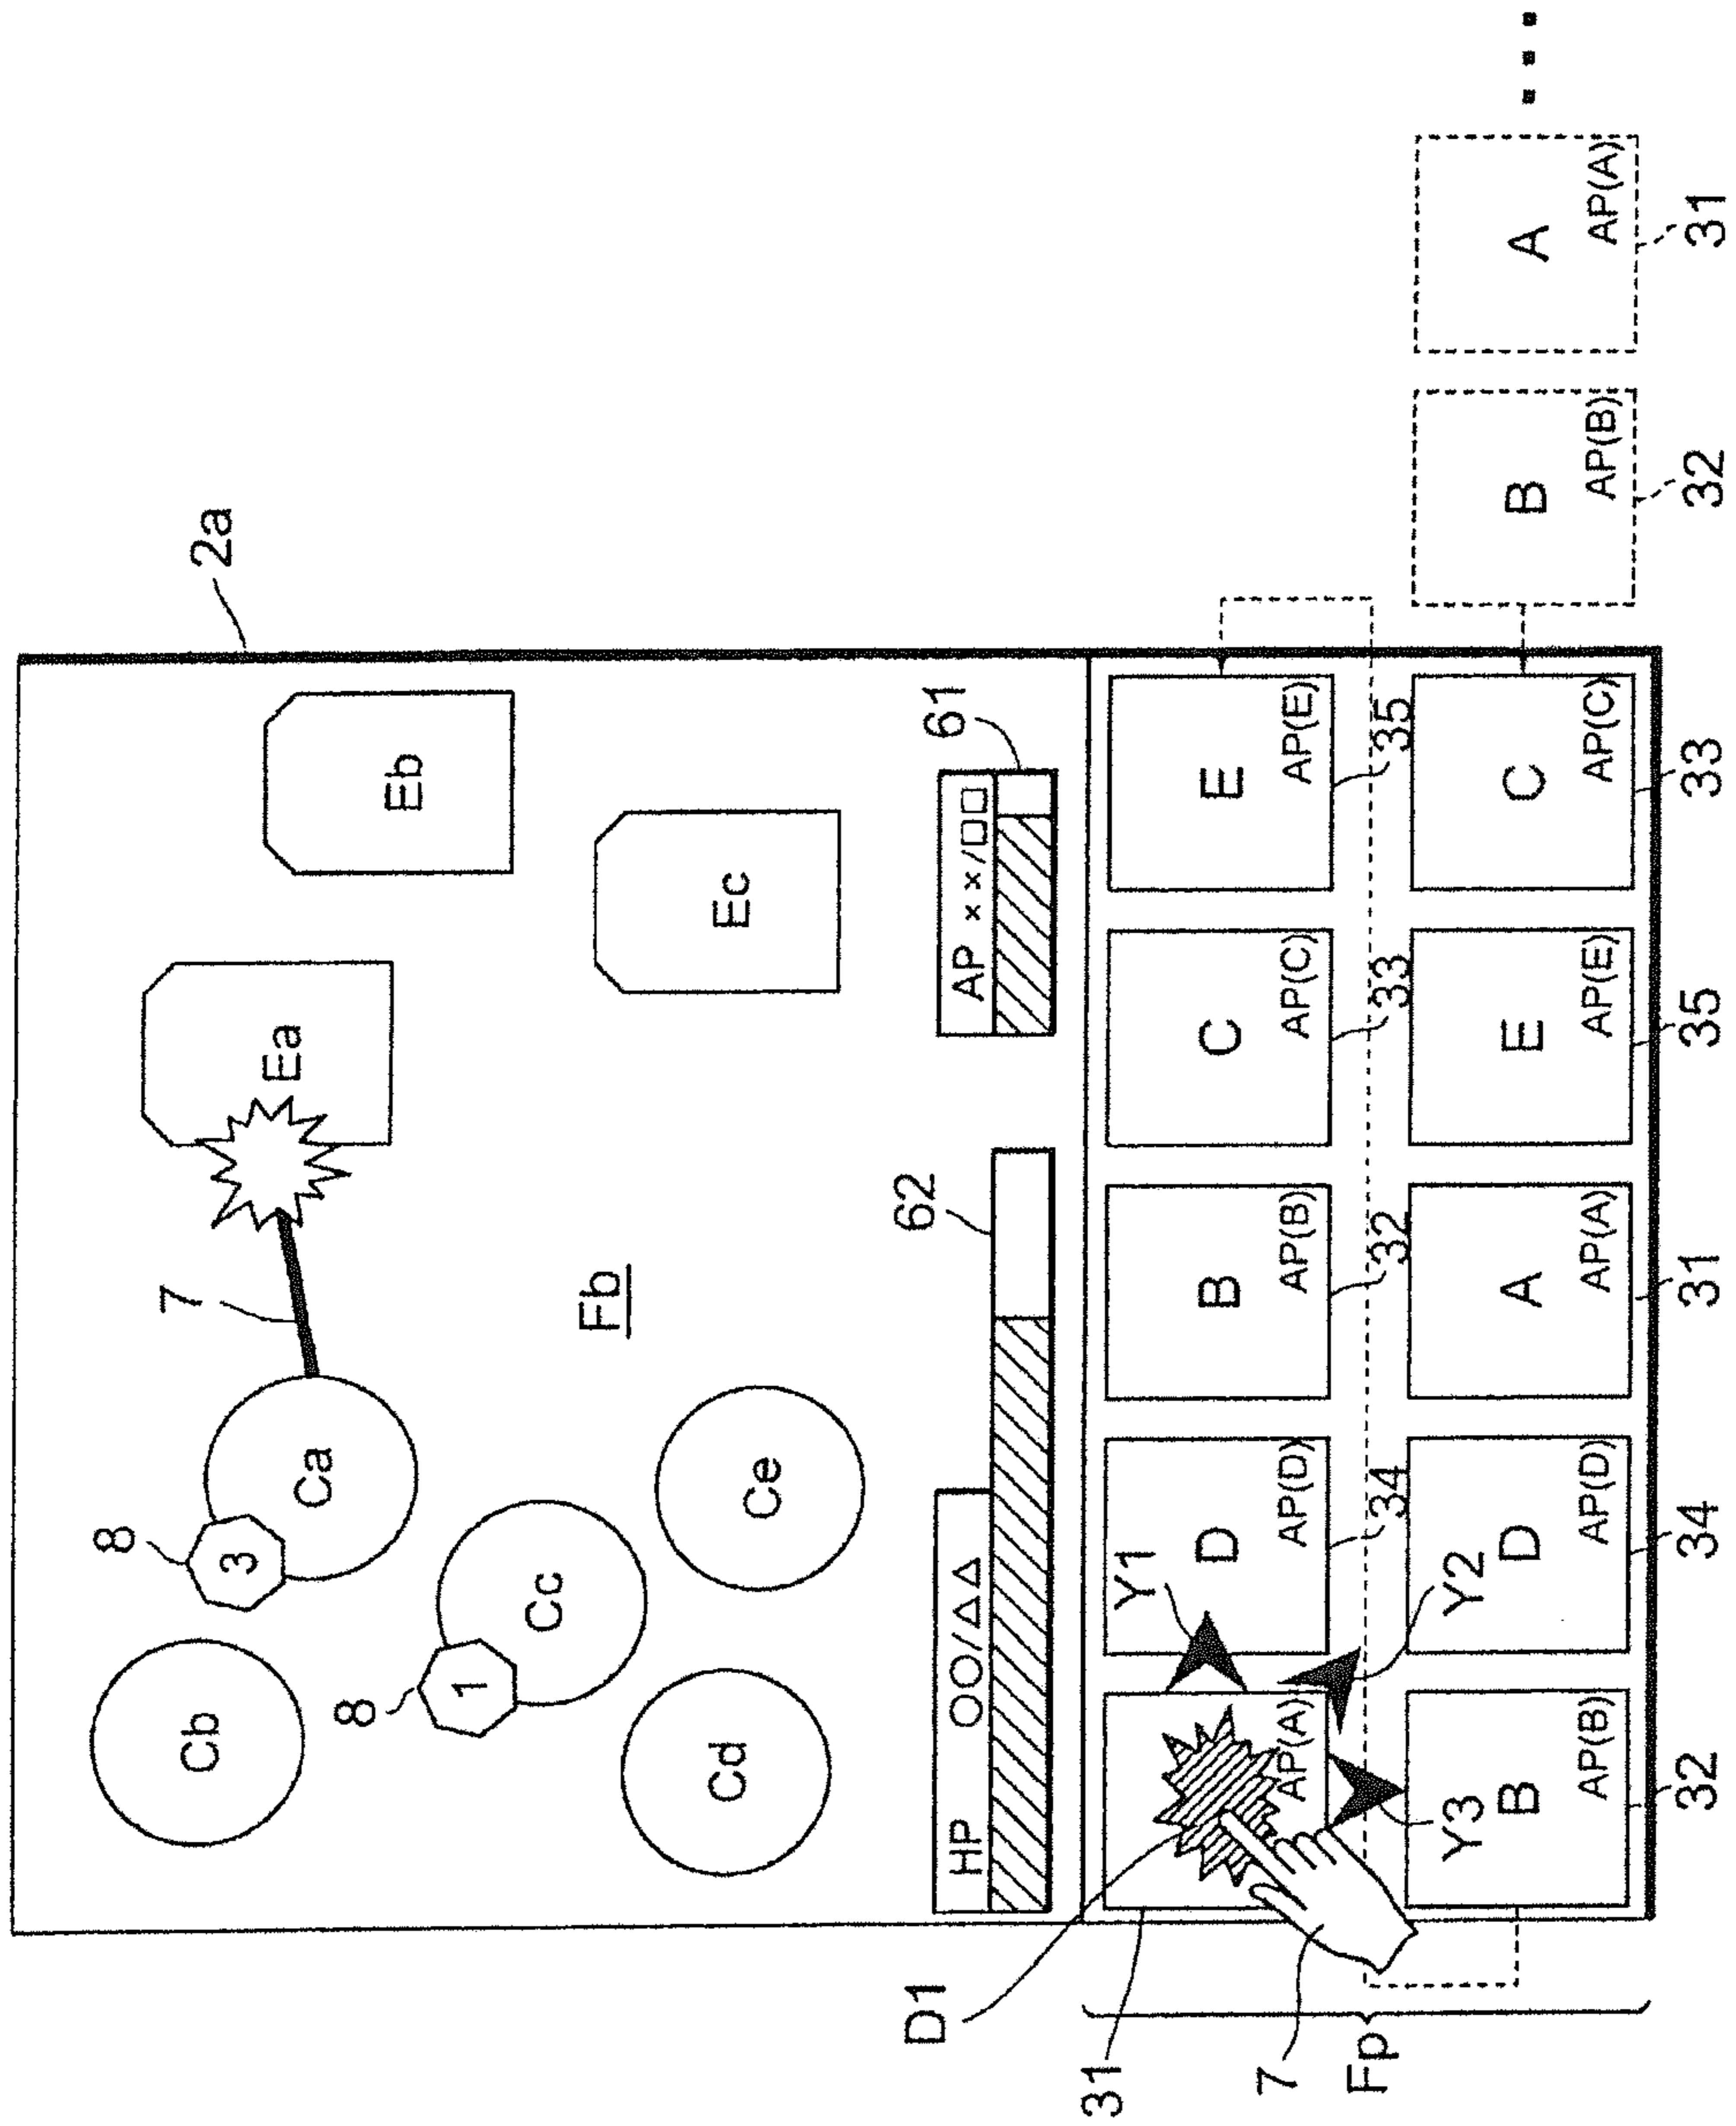 2a
Cb
8
3
Ca
7
Ea
Eb
8
1
Cc
Fb
Ec
Cd
Ce
HP ○○/△△
62
AP ××/□□
61
D1
31
AP(A)
Y1
D
AP(D)
34
B
AP(B)
32
C
AP(C)
33
E
AP(E)
35
7
Fp
Y3
Y2
B
AP(B)
32
D
AP(D)
34
A
AP(A)
31
E
AP(E)
35
C
AP(C)
33
B
AP(B)
32
A
AP(A)
31